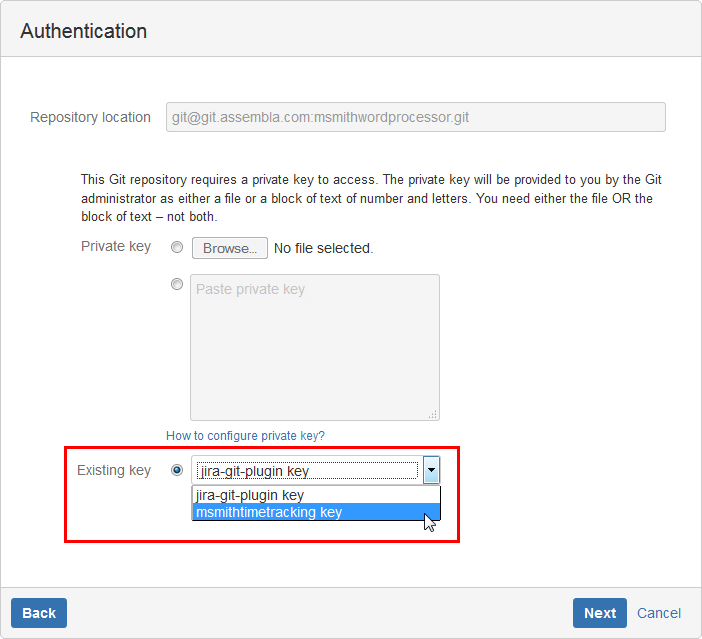 Authentication
Repository location
git@git.assembla.com:msmithwordprocessor.git
This Git repository requires a private key to access. The private key will be provided to you by the Git
administrator as either a file or a block of text of number and letters. You need either the file OR the
block of text – not both.
Private key
Browse...
No file selected.
Paste private key
How to configure private key?
Existing key
jira-git-plugin key
jira-git-plugin key
msmithtimetracking key
Back
Next
Cancel